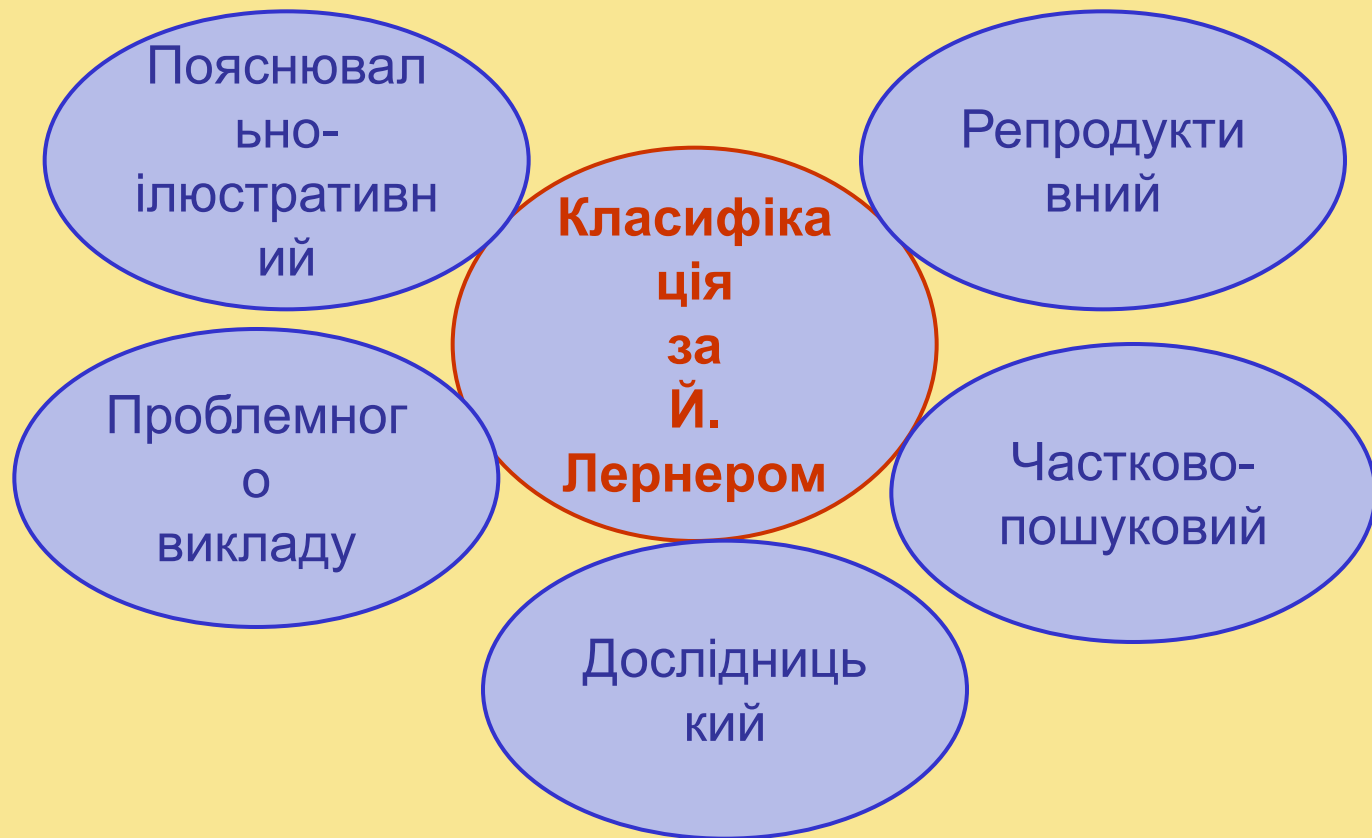 Пояснювал
ьно-
ілюстративн
ий
Репродукти
вний
Класифіка
ція
за
Й.
Лернером
Проблемног
о
викладу
Частково-
пошуковий
Дослідниць
кий